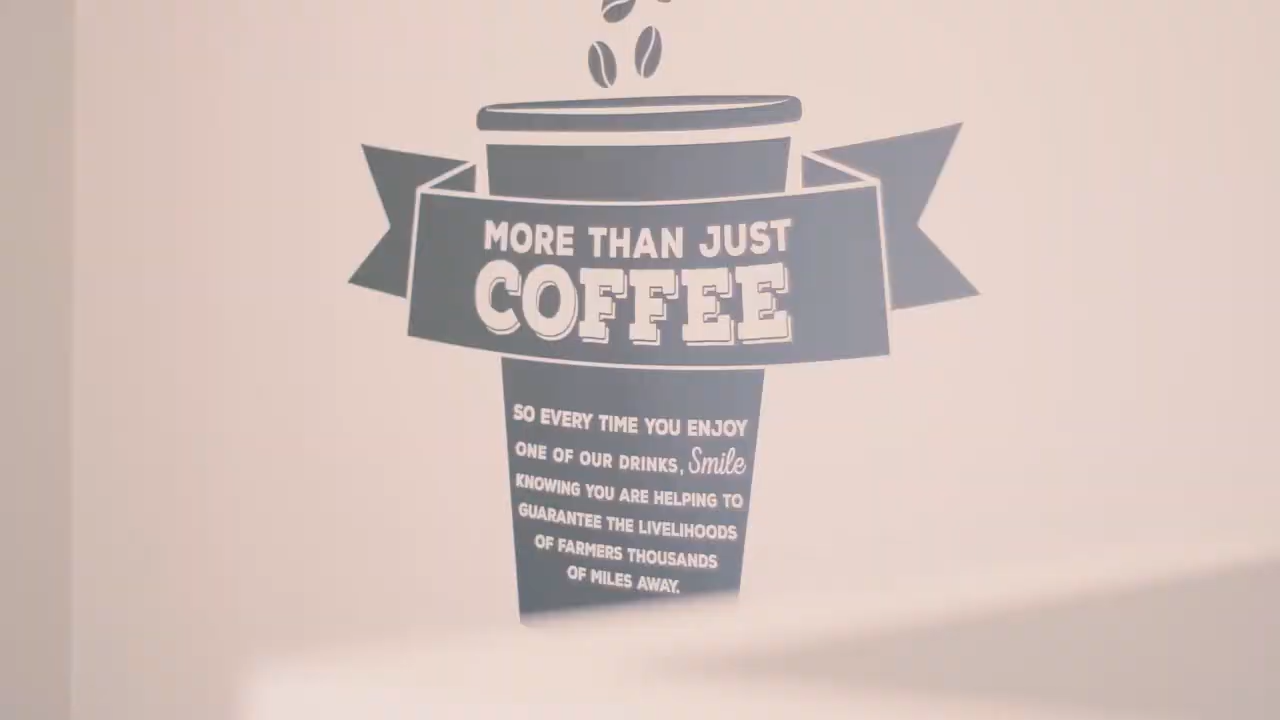 MORE THAN JUST
COFFEE
SO EVERY TIME YOU ENJOY
ONE OF OUR DRINKS, Smile
KNOWING YOU ARE HELPING TO
GUARANTEE THE LIVELIHOODS
OF FARMERS THOUSANDS
OF MILES AWAY.